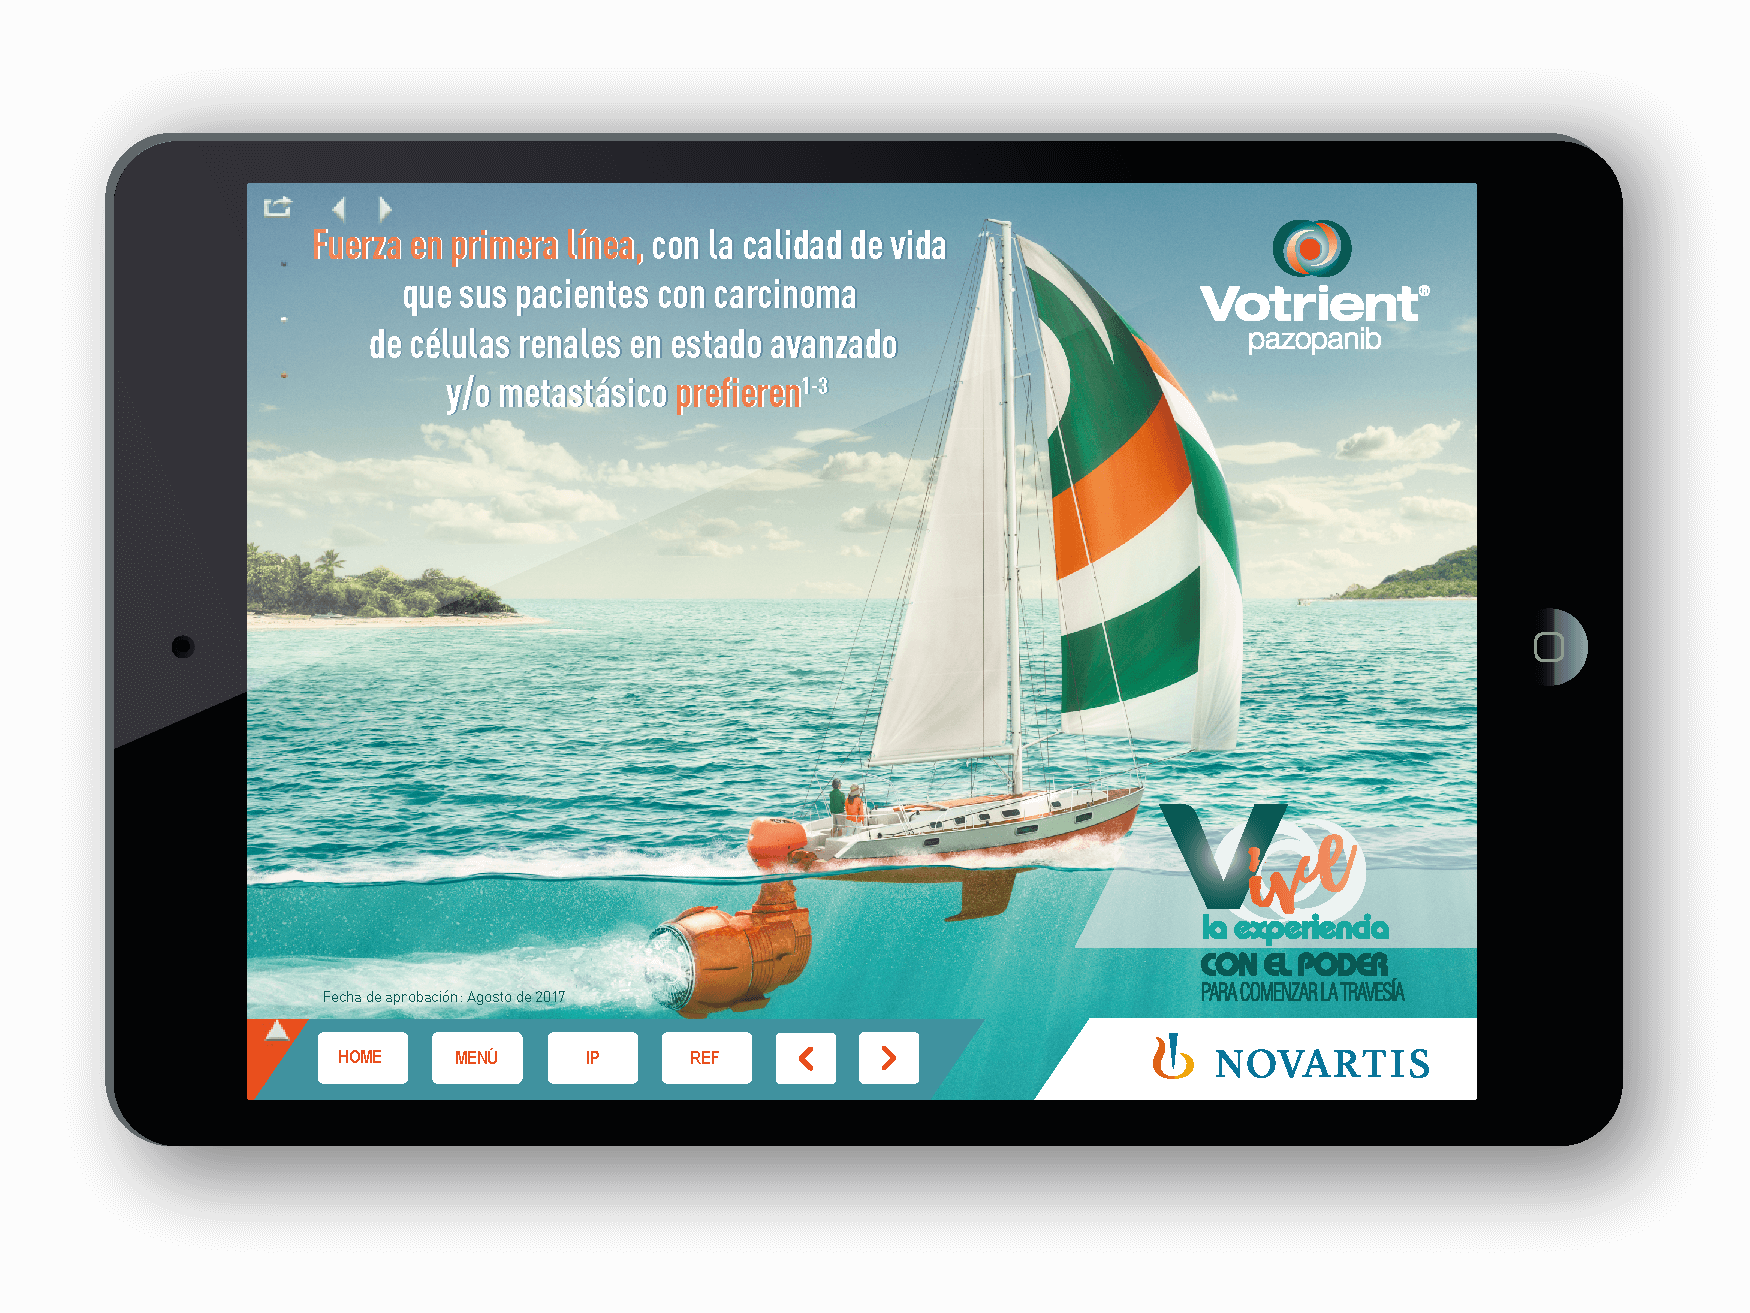 Fuerza en primera línea, con la calidad de vida
que sus pacientes con carcinoma
de células renales en estado avanzado
y/o metastásico prefieren1-3
Votrient®
pazopanib
Vive
la experiencia
CON EL PODER
PARA COMENZAR LA TRAVESÍA
Fecha de aprobación: Agosto de 2017
HOME MENÚ IP REF
NOVARTIS